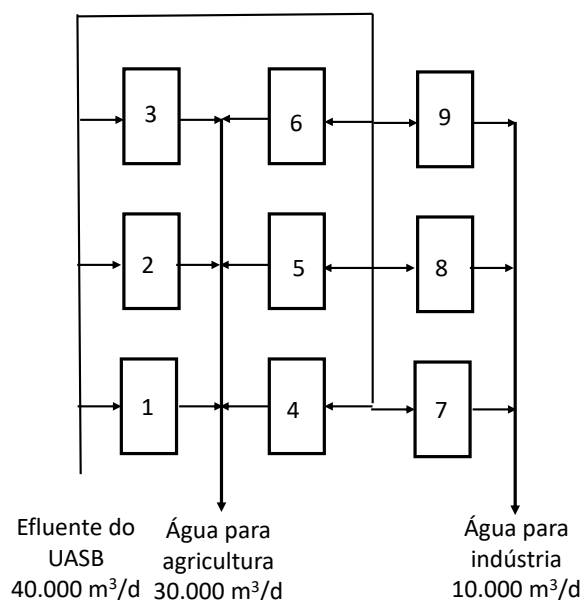 3 6 9
2 5 8
1 4 7
Efluente do
UASB
40.000 m³/d
Água para
agricultura
30.000 m³/d
Água para
indústria
10.000 m³/d